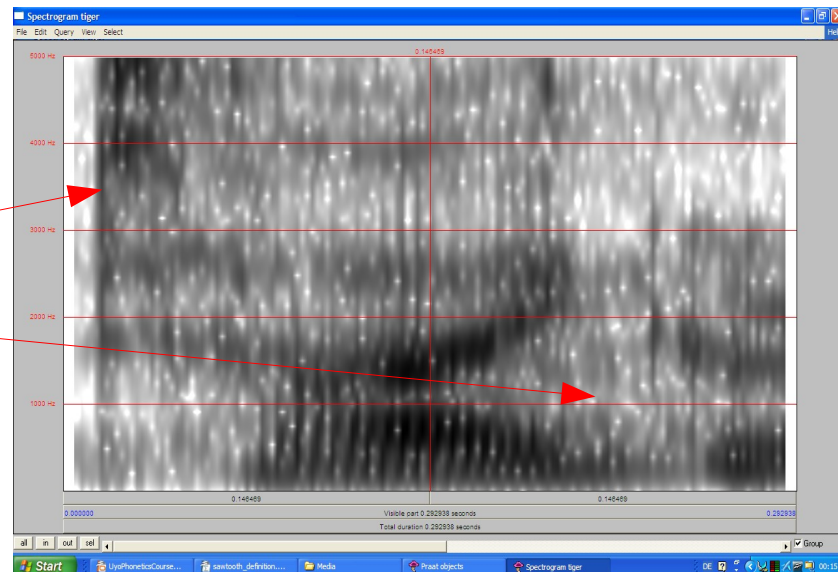 Spectrogram tiger
File Edit Query View Select Hel
0.146469
5000 Hz
4000 Hz
3000 Hz
2000 Hz
1000 Hz
0.146469 0.146469
0.000000 Visible part 0.292938 seconds 0.292938
Total duration 0.292938 seconds
all in out sel Group
Start UyoPhoneticsCourse... sawtooth_definition.... Media Praat objects Spectrogram tiger DE 00:15